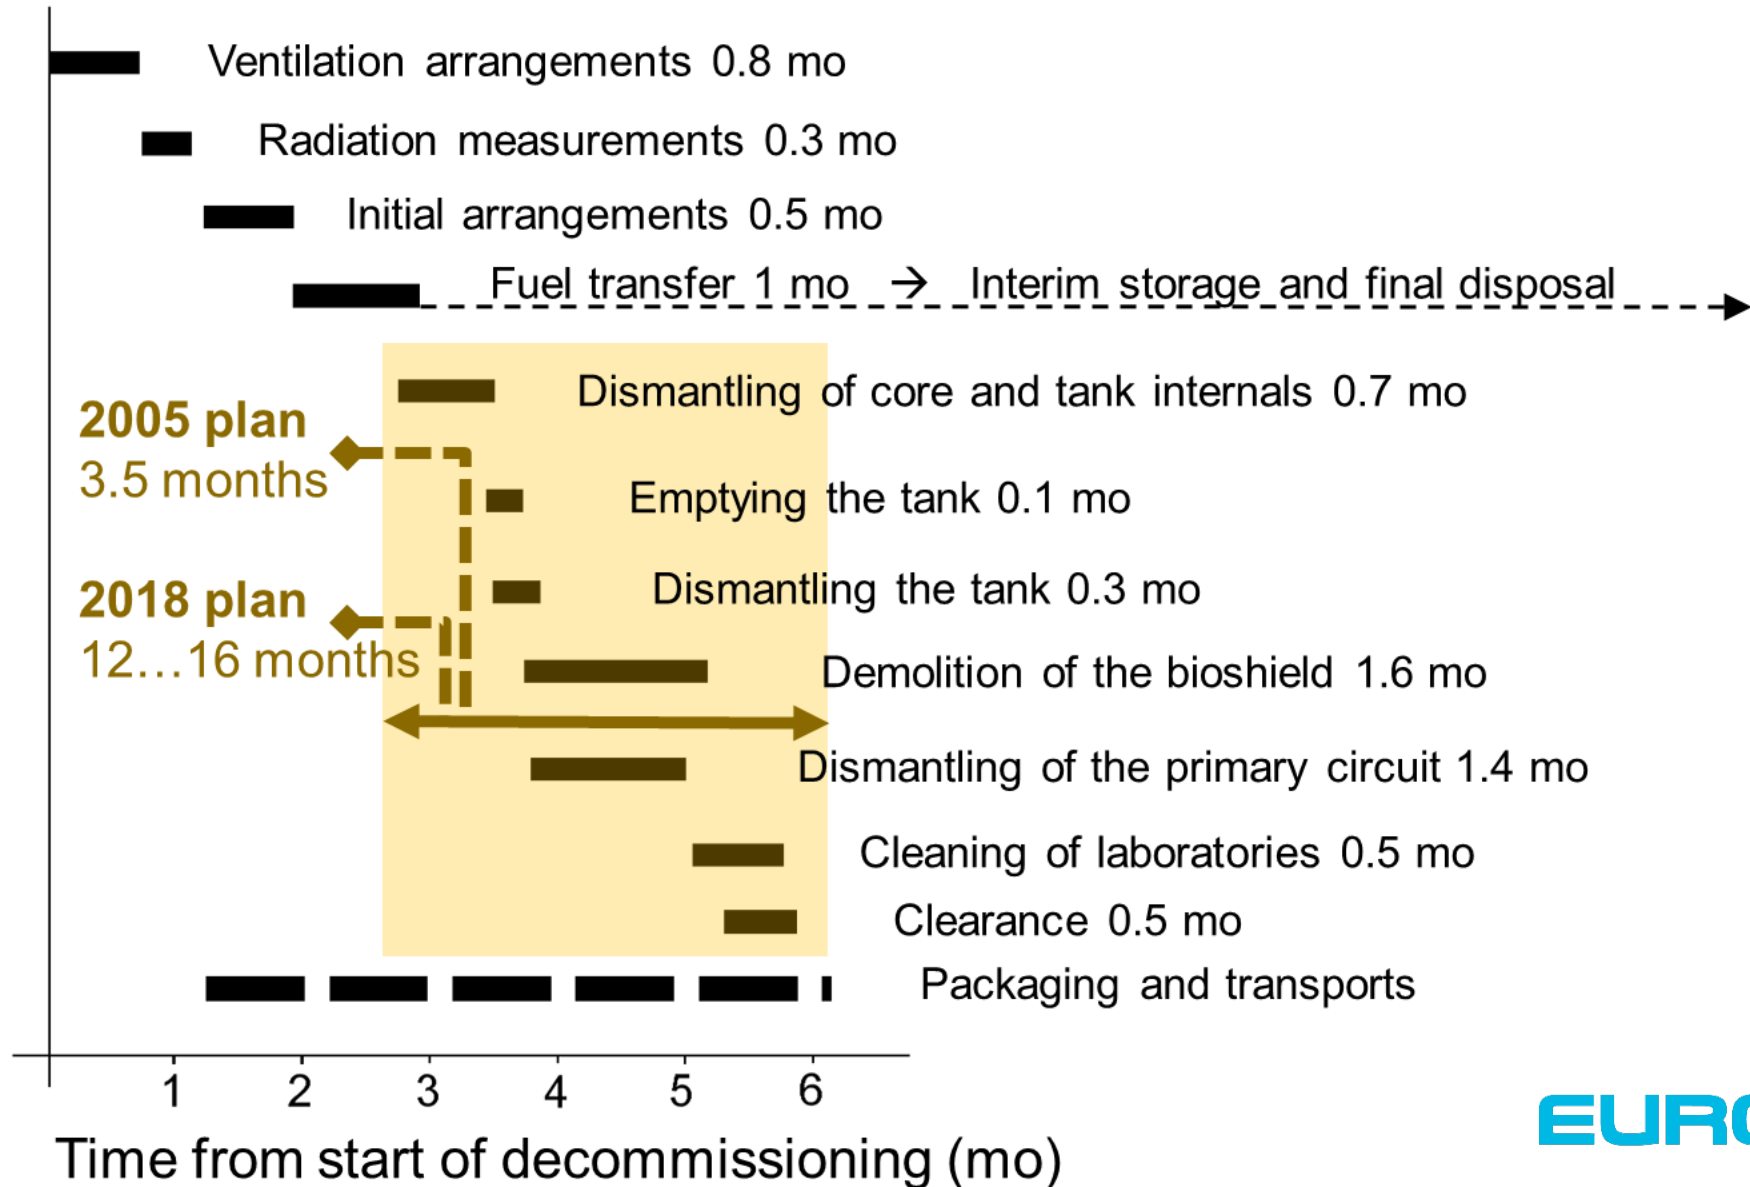 Ventilation arrangements 0.8 mo
Radiation measurements 0.3 mo
Initial arrangements 0.5 mo
Fuel transfer 1 mo → Interim storage and final disposal
Dismantling of core and tank internals 0.7 mo
2005 plan
3.5 months
Emptying the tank 0.1 mo
Dismantling the tank 0.3 mo
2018 plan
12…16 months
Demolition of the bioshield 1.6 mo
Dismantling of the primary circuit 1.4 mo
Cleaning of laboratories 0.5 mo
Clearance 0.5 mo
Packaging and transports
1 2 3 4 5 6
Time from start of decommissioning (mo)